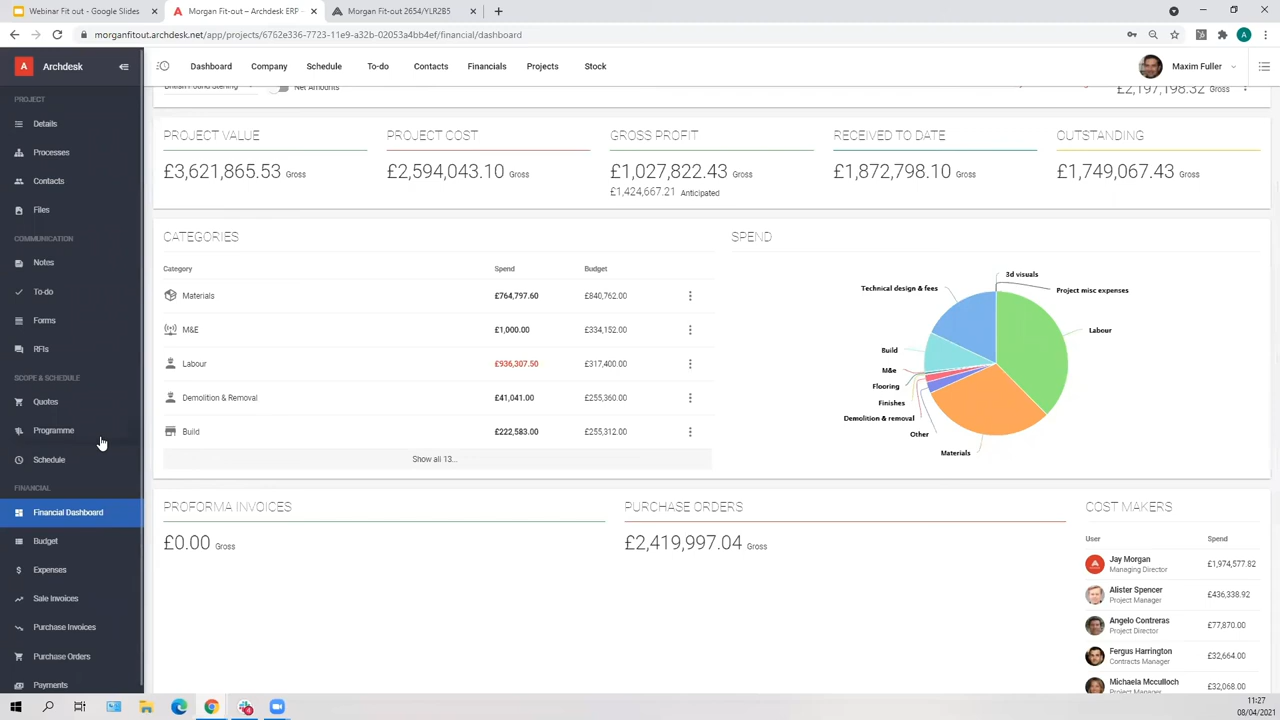 Webinar Fit out - Google Slides
Morgan Fit-out – Archdesk ERP -
Morgan Fit-out 2654/YLR2B5
morganfitout.archdesk.net/app/projects/6762e336-7723-11e9-a32b-02053a4bb4ef/financial/dashboard
Archdesk
Dashboard Company Schedule To-do Contacts Financials Projects Stock
Maxim Fuller
PROJECT
Details
Processes
Contacts
Files
COMMUNICATION
Notes
To-do
Forms
RFIs
SCOPE & SCHEDULE
Quotes
Programme
Schedule
FINANCIAL
Financial Dashboard
Budget
Expenses
Sale Invoices
Purchase Invoices
Purchase Orders
Payments
British Pound Sterling
Net Amounts
£2,197,198.32 Gross
PROJECT VALUE
£3,621,865.53 Gross
PROJECT COST
£2,594,043.10 Gross
GROSS PROFIT
£1,027,822.43 Gross
£1,424,667.21 Anticipated
RECEIVED TO DATE
£1,872,798.10 Gross
OUTSTANDING
£1,749,067.43 Gross
CATEGORIES
Category Spend Budget
Materials £764,797.60 £840,762.00
M&E £1,000.00 £334,152.00
Labour £936,307.50 £317,400.00
Demolition & Removal £41,041.00 £255,360.00
Build £222,583.00 £255,312.00
Show all 13...
SPEND
3d visuals
Project misc expenses
Technical design & fees
Labour
Build
M&e
Flooring
Finishes
Demolition & removal
Other
Materials
PROFORMA INVOICES
£0.00 Gross
PURCHASE ORDERS
£2,419,997.04 Gross
COST MAKERS
User Spend
Jay Morgan
Managing Director
£1,974,577.82
Alister Spencer
Project Manager
£436,338.92
Angelo Contreras
Project Director
£77,870.00
Fergus Harrington
Contracts Manager
£32,664.00
Michaela Mcculloch
Project Manager
£32,068.00
11:27
08/04/2021